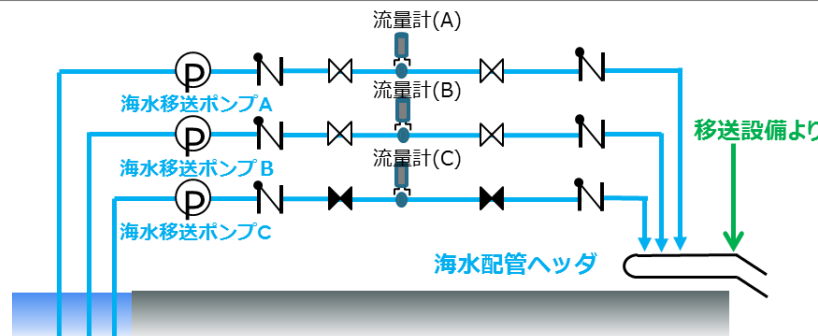 流量計(A)
P
海水移送ポンプA
流量計(B)
P
海水移送ポンプB
移送設備より
流量計(C)
P
海水移送ポンプC
海水配管ヘッダ